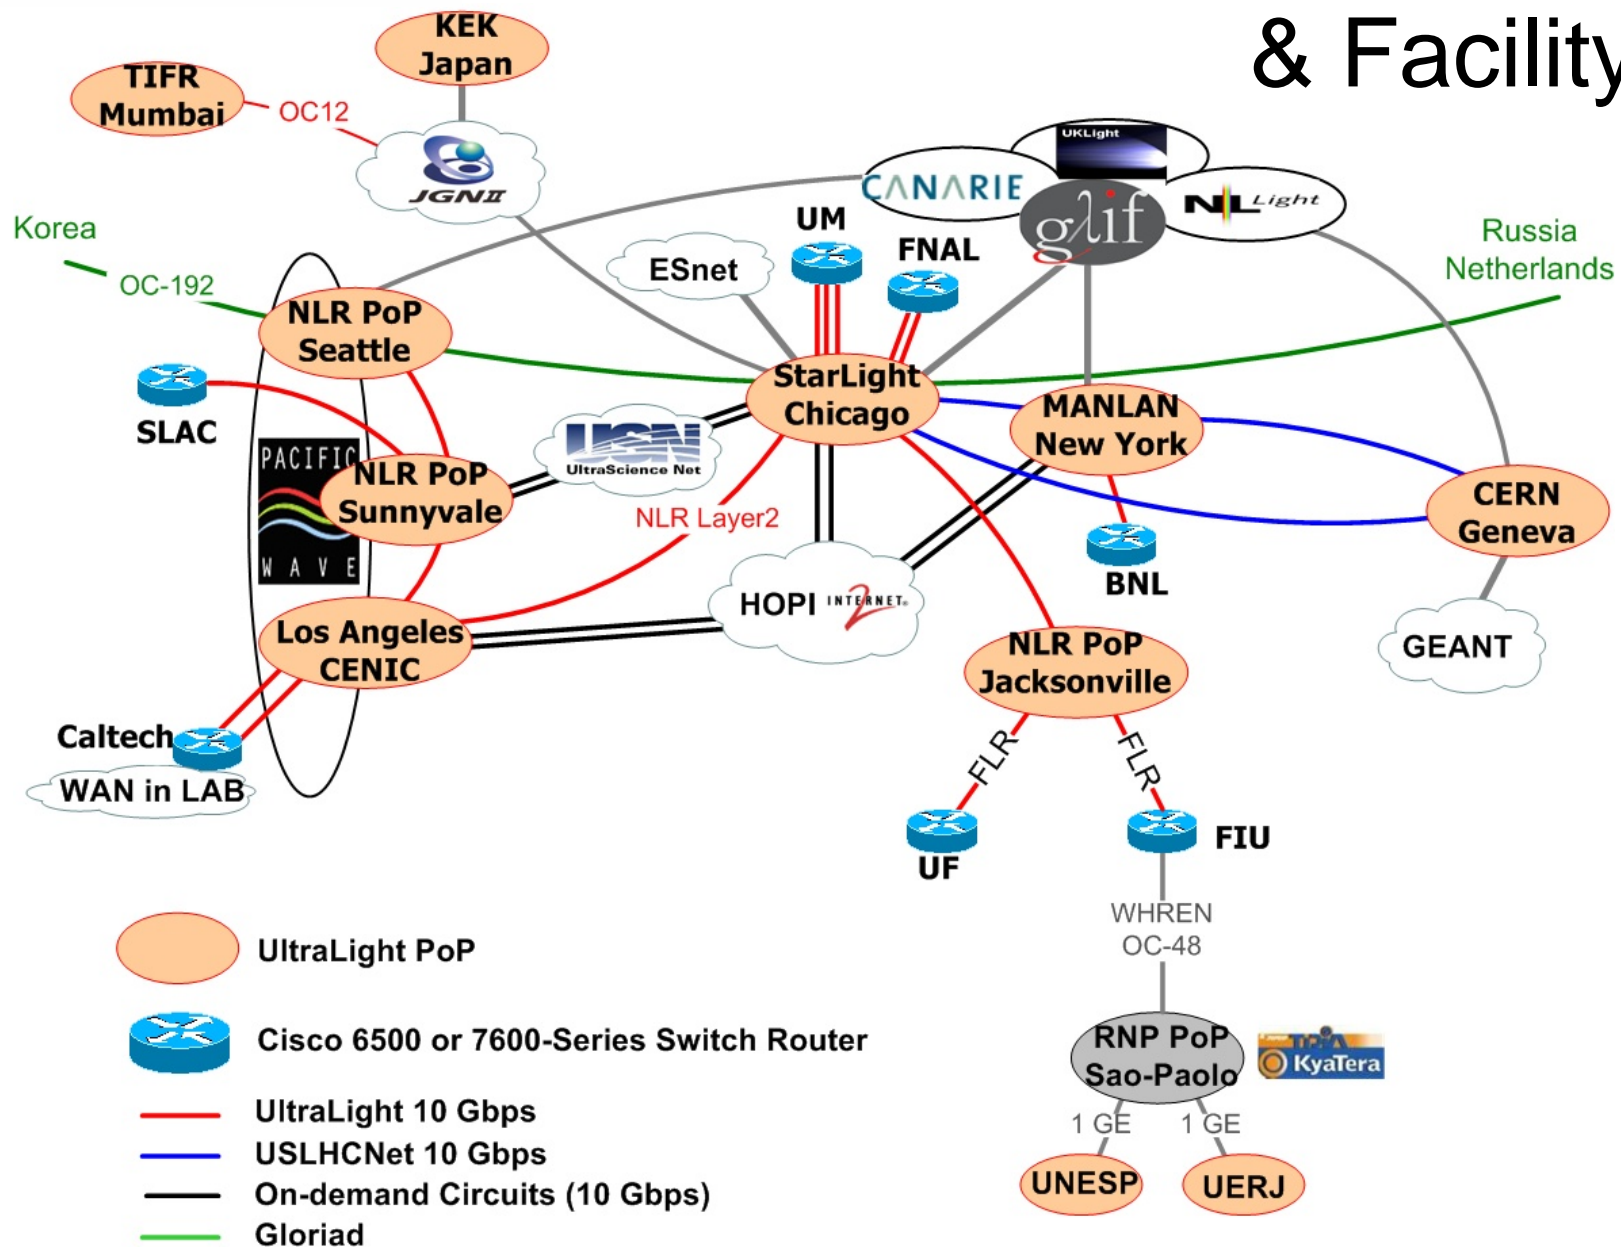 & Facility
KEK
Japan
TIFR
Mumbai
OC12
JGNII
UKLight
CANARIE
gλif
NLLight
Korea
OC-192
UM
FNAL
ESnet
Russia
Netherlands
NLR PoP
Seattle
SLAC
StarLight
Chicago
MANLAN
New York
USN
UltraScience Net
PACIFIC
WAVE
NLR PoP
Sunnyvale
NLR Layer2
CERN
Geneva
BNL
HOPI INTERNET®
2
Los Angeles
CENIC
NLR PoP
Jacksonville
GEANT
Caltech
WAN in LAB
FLR
FLR
UF
FIU
WHREN
OC-48
RNP PoP
Sao-Paolo
KyaTera
1 GE
1 GE
UNESP
UERJ
UltraLight PoP
Cisco 6500 or 7600-Series Switch Router
UltraLight 10 Gbps
USLHCNet 10 Gbps
On-demand Circuits (10 Gbps)
Gloriad